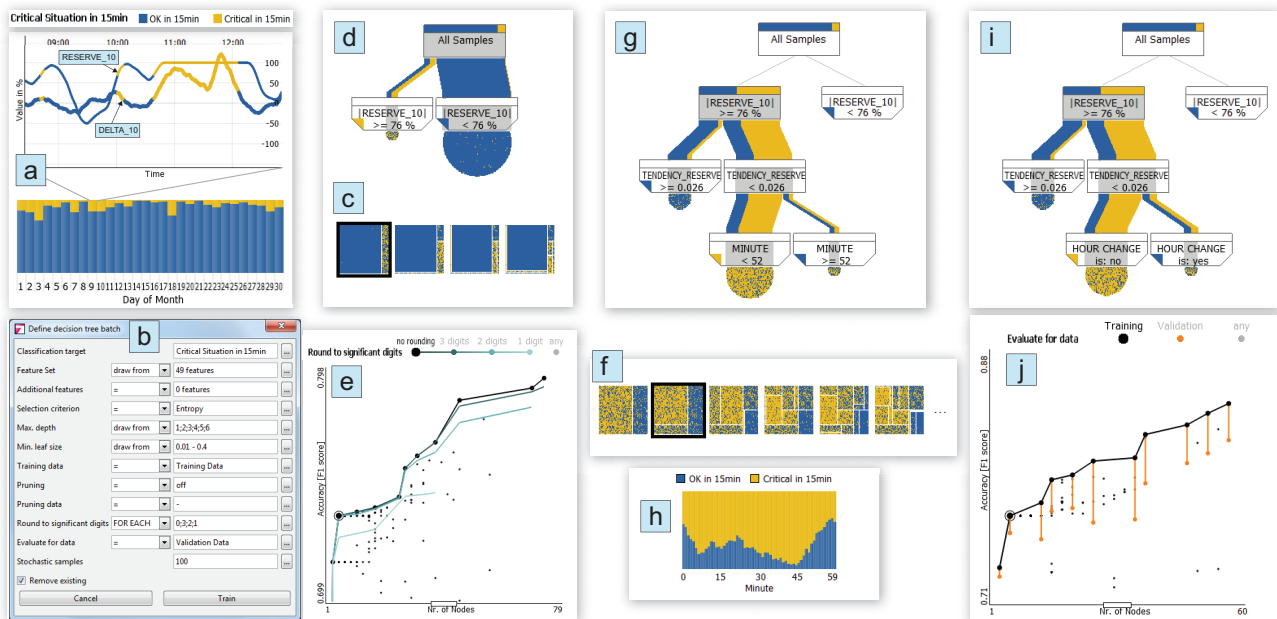 Critical Situation in 15min OK in 15min Critical in 15min
09:00 10:00 11:00 12:00
RESERVE_10
DELTA_10
Value in %
100
50
0
-50
-100
Time
a
1 2 3 4 5 6 7 8 9 10 11 12 13 14 15 16 17 18 19 20 21 22 23 24 25 26 27 28 29 30
Day of Month
d
All Samples
|RESERVE_10|
>= 76 %
|RESERVE_10|
< 76 %
c
g
All Samples
|RESERVE_10|
>= 76 %
|RESERVE_10|
< 76 %
TENDENCY_RESERVE
>= 0.026
TENDENCY_RESERVE
< 0.026
MINUTE
< 52
MINUTE
>= 52
i
All Samples
|RESERVE_10|
>= 76 %
|RESERVE_10|
< 76 %
TENDENCY_RESERVE
>= 0.026
TENDENCY_RESERVE
< 0.026
HOUR CHANGE
is: no
HOUR CHANGE
is: yes
Define decision tree batch
b
Classification target Critical Situation in 15min ...
Feature Set draw from 49 features ...
Additional features = 0 features ...
Selection criterion = Entropy ...
Max. depth draw from 1;2;3;4;5;6 ...
Min. leaf size draw from 0.01 - 0.4 ...
Training data = Training Data ...
Pruning = off ...
Pruning data = - ...
Round to significant digits FOR EACH 0;3;2;1 ...
Evaluate for data = Validation Data ...
Stochastic samples 100 ...
Remove existing
Cancel Train
no rounding 3 digits 2 digits 1 digit any
Round to significant digits
e
0.798
Accuracy [F1 score]
0.699
1 Nr. of Nodes 79
f
...
OK in 15min Critical in 15min
h
0 15 30 45 59
Minute
Training Validation any
Evaluate for data
j
0.88
Accuracy [F1 score]
0.71
1 Nr. of Nodes 60